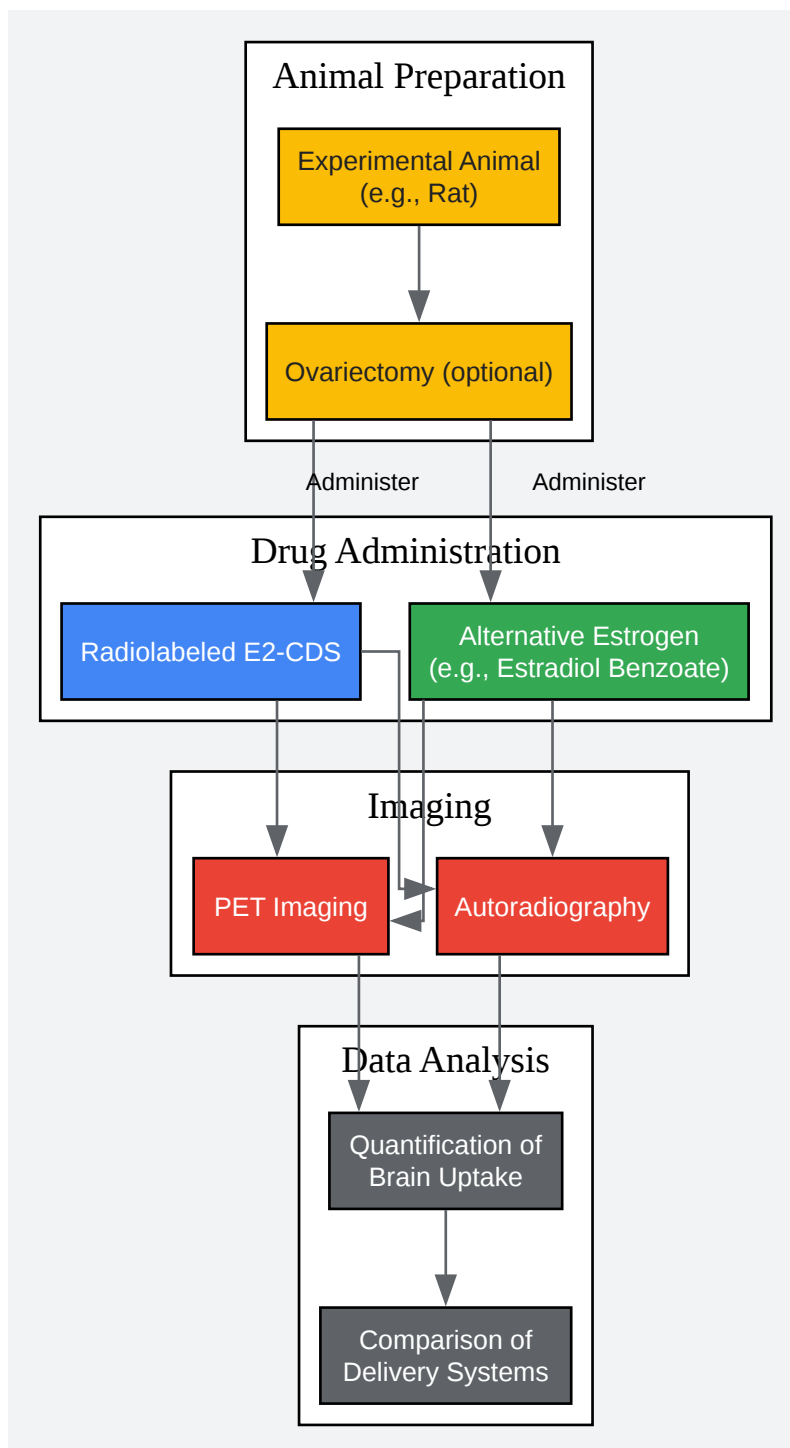 Animal Preparation
Experimental Animal
(e.g., Rat)
Ovariectomy (optional)
Administer
Administer
Drug Administration
Radiolabeled E2-CDS
Alternative Estrogen
(e.g., Estradiol Benzoate)
Imaging
PET Imaging
Autoradiography
Data Analysis
Quantification of
Brain Uptake
Comparison of
Delivery Systems